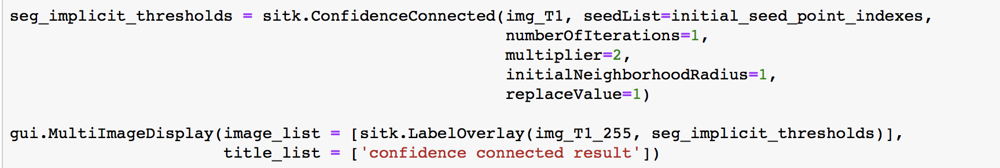 seg_implicit_thresholds = sitk.ConfidenceConnected(img_T1, seedList=initial_seed_point_indexes,
                                                   numberOfIterations=1,
                                                   multiplier=2,
                                                   initialNeighborhoodRadius=1,
                                                   replaceValue=1)

gui.MultiImageDisplay(image_list = [sitk.LabelOverlay(img_T1_255, seg_implicit_thresholds)],
                      title_list = ['confidence connected result'])